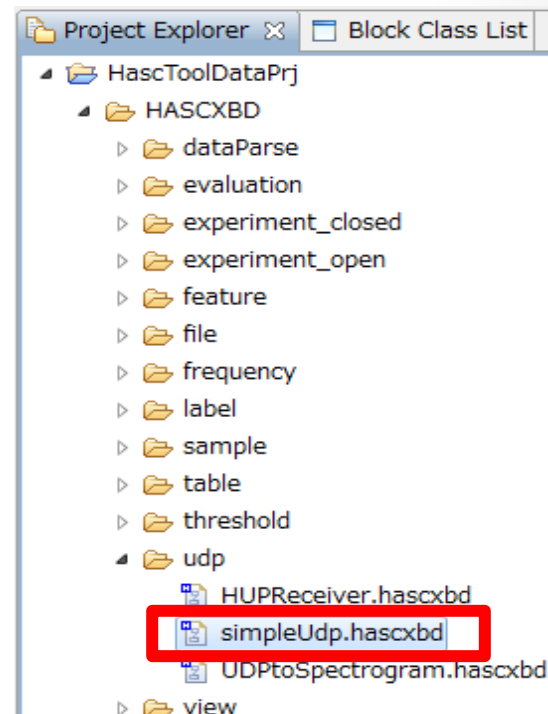 Project Explorer Block Class List
HascToolDataPrj
HASCXBD
dataParse
evaluation
experiment_closed
experiment_open
feature
file
frequency
label
sample
table
threshold
udp
HUPReceiver.hascxbd
simpleUdp.hascxbd
UDPtoSpectrogram.hascxbd
view